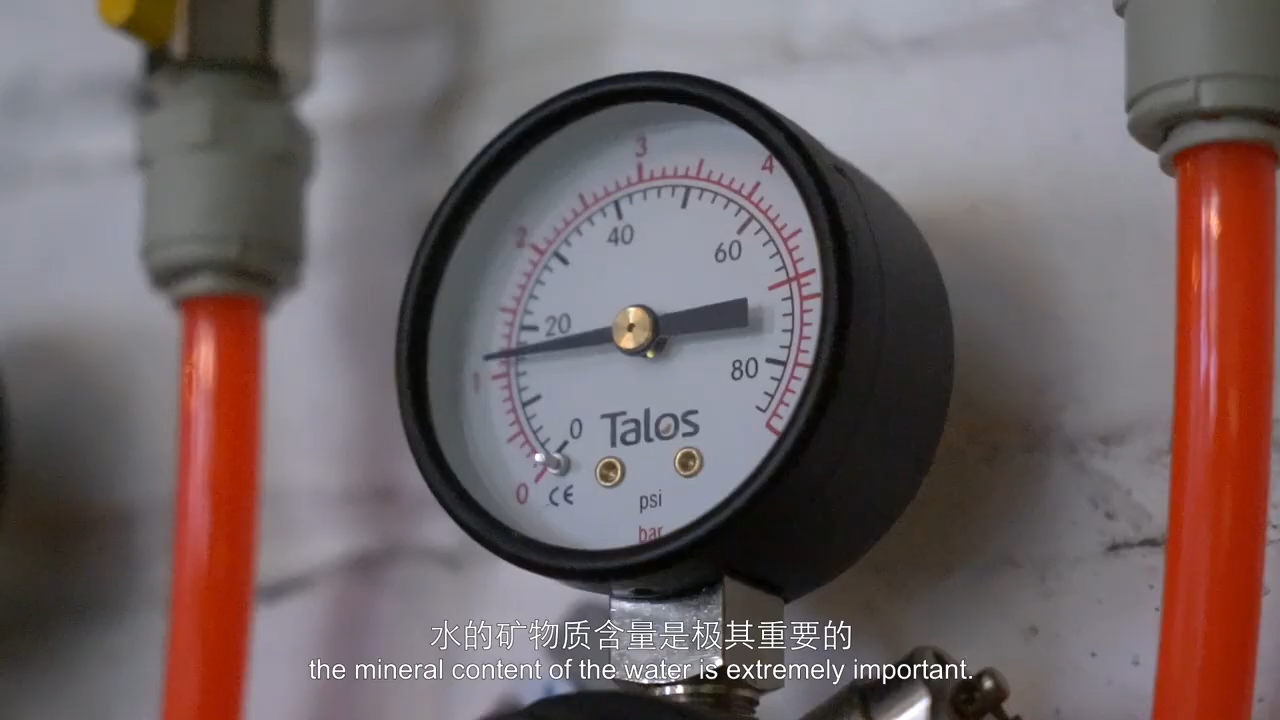 3
4
2
40
60
20
1
80
0
Talos
0
CE
psi
bar
水的矿物质含量是极其重要的
the mineral content of the water is extremely important.